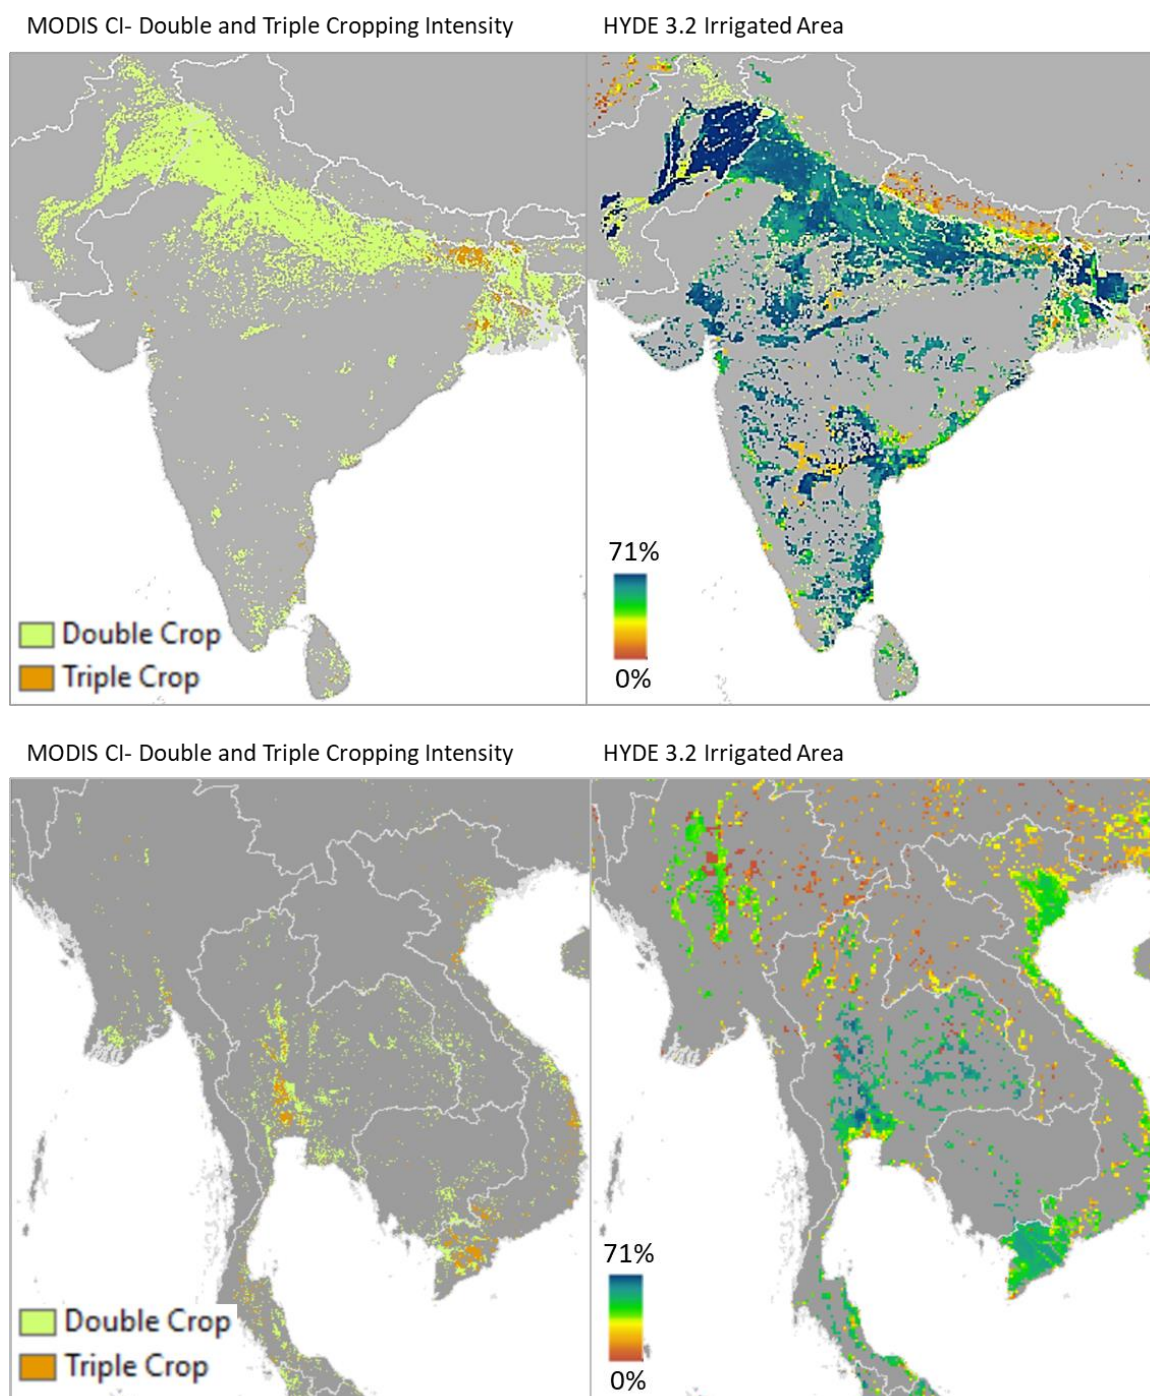 MODIS CI- Double and Triple Cropping Intensity
HYDE 3.2 Irrigated Area
71%
0%
Double Crop
Triple Crop
MODIS CI- Double and Triple Cropping Intensity
HYDE 3.2 Irrigated Area
71%
0%
Double Crop
Triple Crop